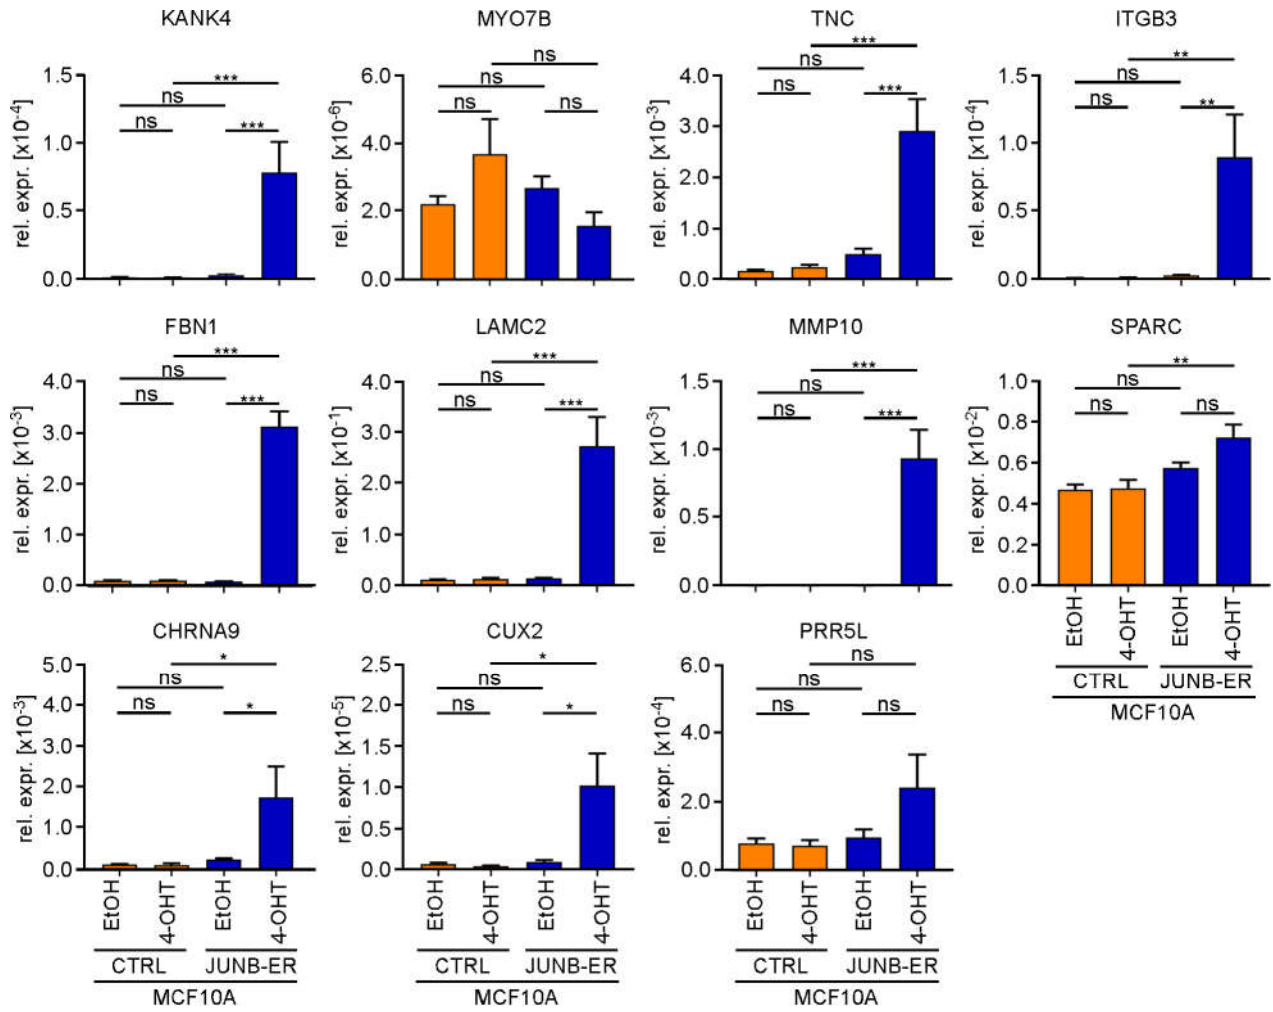 KANK4
rel. expr. [x10⁻⁴]
1.5
1.0
0.5
0.0
***
ns
ns
***
MYO7B
rel. expr. [x10⁻⁶]
6.0
4.0
2.0
0.0
ns
ns
ns
ns
TNC
rel. expr. [x10⁻³]
4.0
3.0
2.0
1.0
0.0
***
ns
ns
***
ITGB3
rel. expr. [x10⁻⁴]
1.5
1.0
0.5
0.0
**
ns
ns
**
FBN1
rel. expr. [x10⁻³]
4.0
3.0
2.0
1.0
0.0
***
ns
ns
***
LAMC2
rel. expr. [x10⁻¹]
4.0
3.0
2.0
1.0
0.0
***
ns
ns
***
MMP10
rel. expr. [x10⁻³]
1.5
1.0
0.5
0.0
***
ns
ns
***
SPARC
rel. expr. [x10⁻²]
1.0
0.8
0.6
0.4
0.2
0.0
**
ns
ns
ns
EtOH
4-OHT
EtOH
4-OHT
CTRL
JUNB-ER
MCF10A
CHRNA9
rel. expr. [x10⁻³]
5.0
4.0
3.0
2.0
1.0
0.0
*
ns
ns
*
EtOH
4-OHT
EtOH
4-OHT
CTRL
JUNB-ER
MCF10A
CUX2
rel. expr. [x10⁻⁵]
2.5
2.0
1.5
1.0
0.5
0.0
*
ns
ns
*
EtOH
4-OHT
EtOH
4-OHT
CTRL
JUNB-ER
MCF10A
PRR5L
rel. expr. [x10⁻⁴]
6.0
4.0
2.0
0.0
ns
ns
ns
ns
EtOH
4-OHT
EtOH
4-OHT
CTRL
JUNB-ER
MCF10A